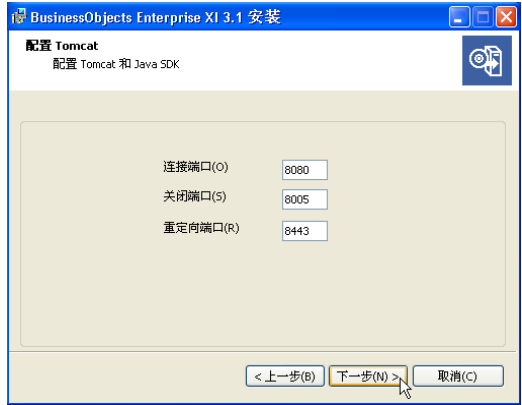 BusinessObjects Enterprise XI 3.1 安装
配置 Tomcat
配置 Tomcat 和 Java SDK
连接端口(O) 8080
关闭端口(S) 8005
重定向端口(R) 8443
< 上一步(B) 下一步(N) > 取消(C)